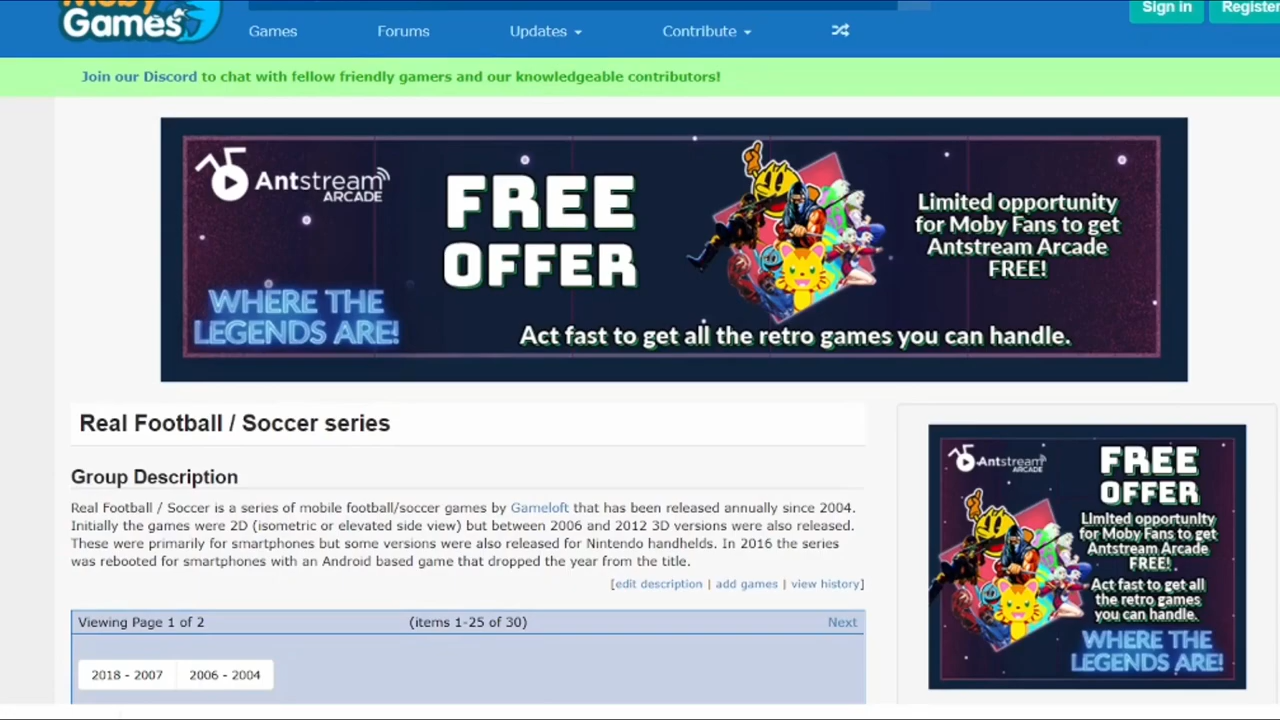 Moby
Games
Games
Forums
Updates
Contribute
Sign in
Register
Join our Discord to chat with fellow friendly gamers and our knowledgeable contributors!
Antstream
ARCADE
WHERE THE
LEGENDS ARE!
FREE
OFFER
Limited opportunity
for Moby Fans to get
Antstream Arcade
FREE!
Act fast to get all the retro games you can handle.
Real Football / Soccer series
Group Description
Real Football / Soccer is a series of mobile football/soccer games by Gameloft that has been released annually since 2004.
Initially the games were 2D (isometric or elevated side view) but between 2006 and 2012 3D versions were also released.
These were primarily for smartphones but some versions were also released for Nintendo handhelds. In 2016 the series
was rebooted for smartphones with an Android based game that dropped the year from the title.
[edit description | add games | view history]
Viewing Page 1 of 2 (items 1-25 of 30) Next
2018 - 2007 2006 - 2004
Antstream
ARCADE
FREE
OFFER
Limited opportunity
for Moby Fans to get
Antstream Arcade
FREE!
Act fast to get all
the retro games
you can handle.
WHERE THE
LEGENDS ARE!